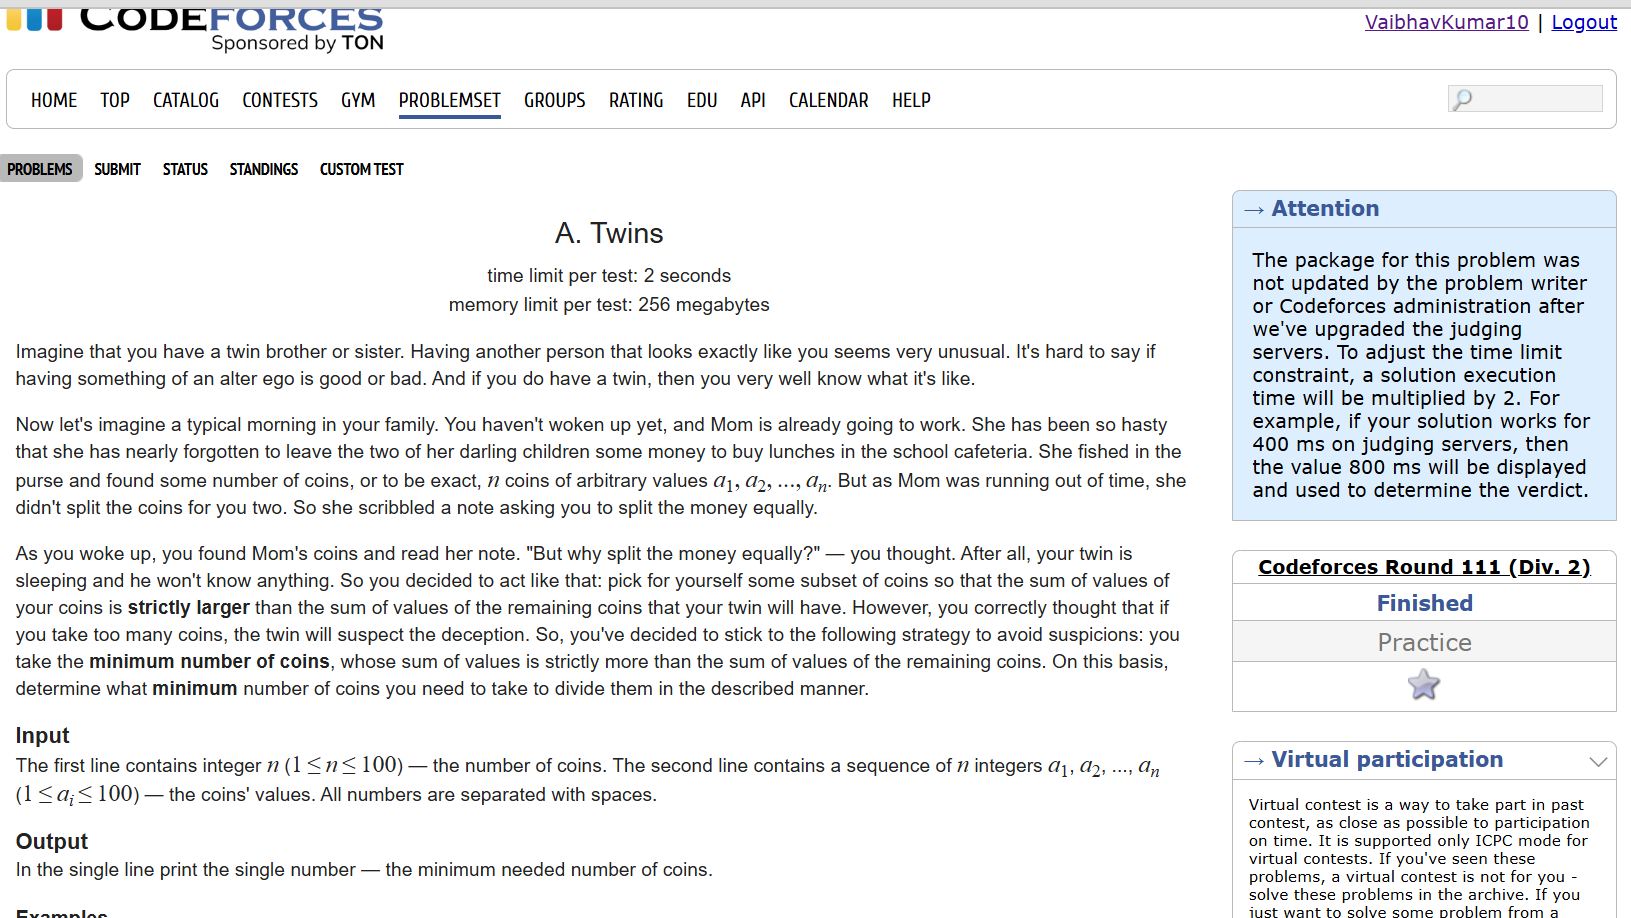 CODEFORCES
Sponsored by TON
VaibhavKumar10 | Logout
HOME TOP CATALOG CONTESTS GYM PROBLEMSET GROUPS RATING EDU API CALENDAR HELP
PROBLEMS SUBMIT STATUS STANDINGS CUSTOM TEST
A. Twins
time limit per test: 2 seconds
memory limit per test: 256 megabytes
Imagine that you have a twin brother or sister. Having another person that looks exactly like you seems very unusual. It's hard to say if
having something of an alter ego is good or bad. And if you do have a twin, then you very well know what it's like.
Now let's imagine a typical morning in your family. You haven't woken up yet, and Mom is already going to work. She has been so hasty
that she has nearly forgotten to leave the two of her darling children some money to buy lunches in the school cafeteria. She fished in the
purse and found some number of coins, or to be exact, n coins of arbitrary values a₁, a₂, ..., aₙ. But as Mom was running out of time, she
didn't split the coins for you two. So she scribbled a note asking you to split the money equally.
As you woke up, you found Mom's coins and read her note. "But why split the money equally?" — you thought. After all, your twin is
sleeping and he won't know anything. So you decided to act like that: pick for yourself some subset of coins so that the sum of values of
your coins is strictly larger than the sum of values of the remaining coins that your twin will have. However, you correctly thought that if
you take too many coins, the twin will suspect the deception. So, you've decided to stick to the following strategy to avoid suspicions: you
take the minimum number of coins, whose sum of values is strictly more than the sum of values of the remaining coins. On this basis,
determine what minimum number of coins you need to take to divide them in the described manner.
Input
The first line contains integer n (1 ≤ n ≤ 100) — the number of coins. The second line contains a sequence of n integers a₁, a₂, ..., aₙ
(1 ≤ aᵢ ≤ 100) — the coins' values. All numbers are separated with spaces.
Output
In the single line print the single number — the minimum needed number of coins.
Examples
→ Attention
The package for this problem was
not updated by the problem writer
or Codeforces administration after
we've upgraded the judging
servers. To adjust the time limit
constraint, a solution execution
time will be multiplied by 2. For
example, if your solution works for
400 ms on judging servers, then
the value 800 ms will be displayed
and used to determine the verdict.
Codeforces Round 111 (Div. 2)
Finished
Practice
→ Virtual participation
Virtual contest is a way to take part in past
contest, as close as possible to participation
on time. It is supported only ICPC mode for
virtual contests. If you've seen these
problems, a virtual contest is not for you -
solve these problems in the archive. If you
just want to solve some problem from a